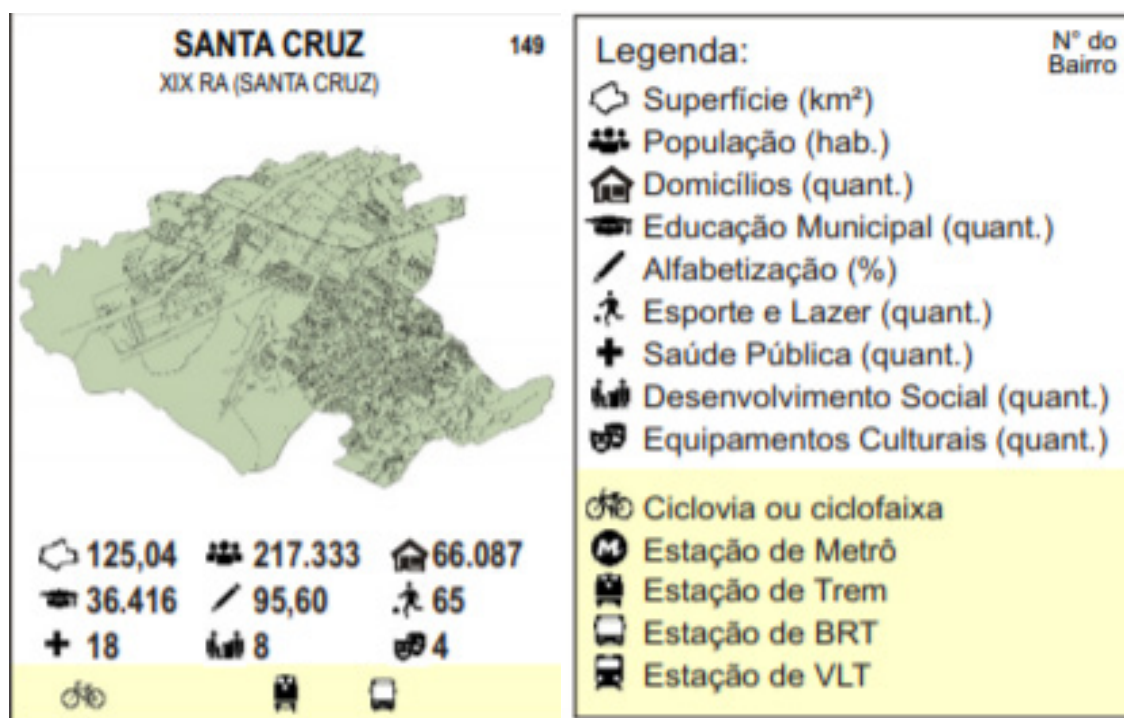 SANTA CRUZ
149
XIX RA (SANTA CRUZ)
125,04 217.333 66.087
36.416 95,60 65
18 8 4
Legenda:
N° do
Bairro
Superfície (km²)
População (hab.)
Domicílios (quant.)
Educação Municipal (quant.)
Alfabetização (%)
Esporte e Lazer (quant.)
Saúde Pública (quant.)
Desenvolvimento Social (quant.)
Equipamentos Culturais (quant.)
Ciclovia ou ciclofaixa
M Estação de Metrô
Estação de Trem
Estação de BRT
Estação de VLT